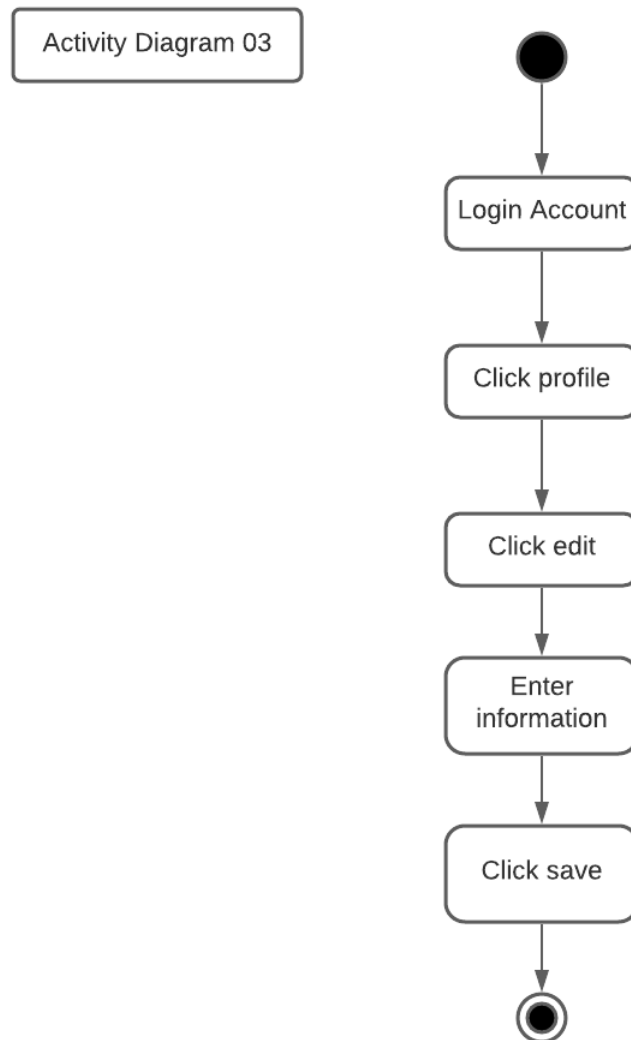 Activity Diagram 03
Login Account
Click profile
Click edit
Enter
information
Click save